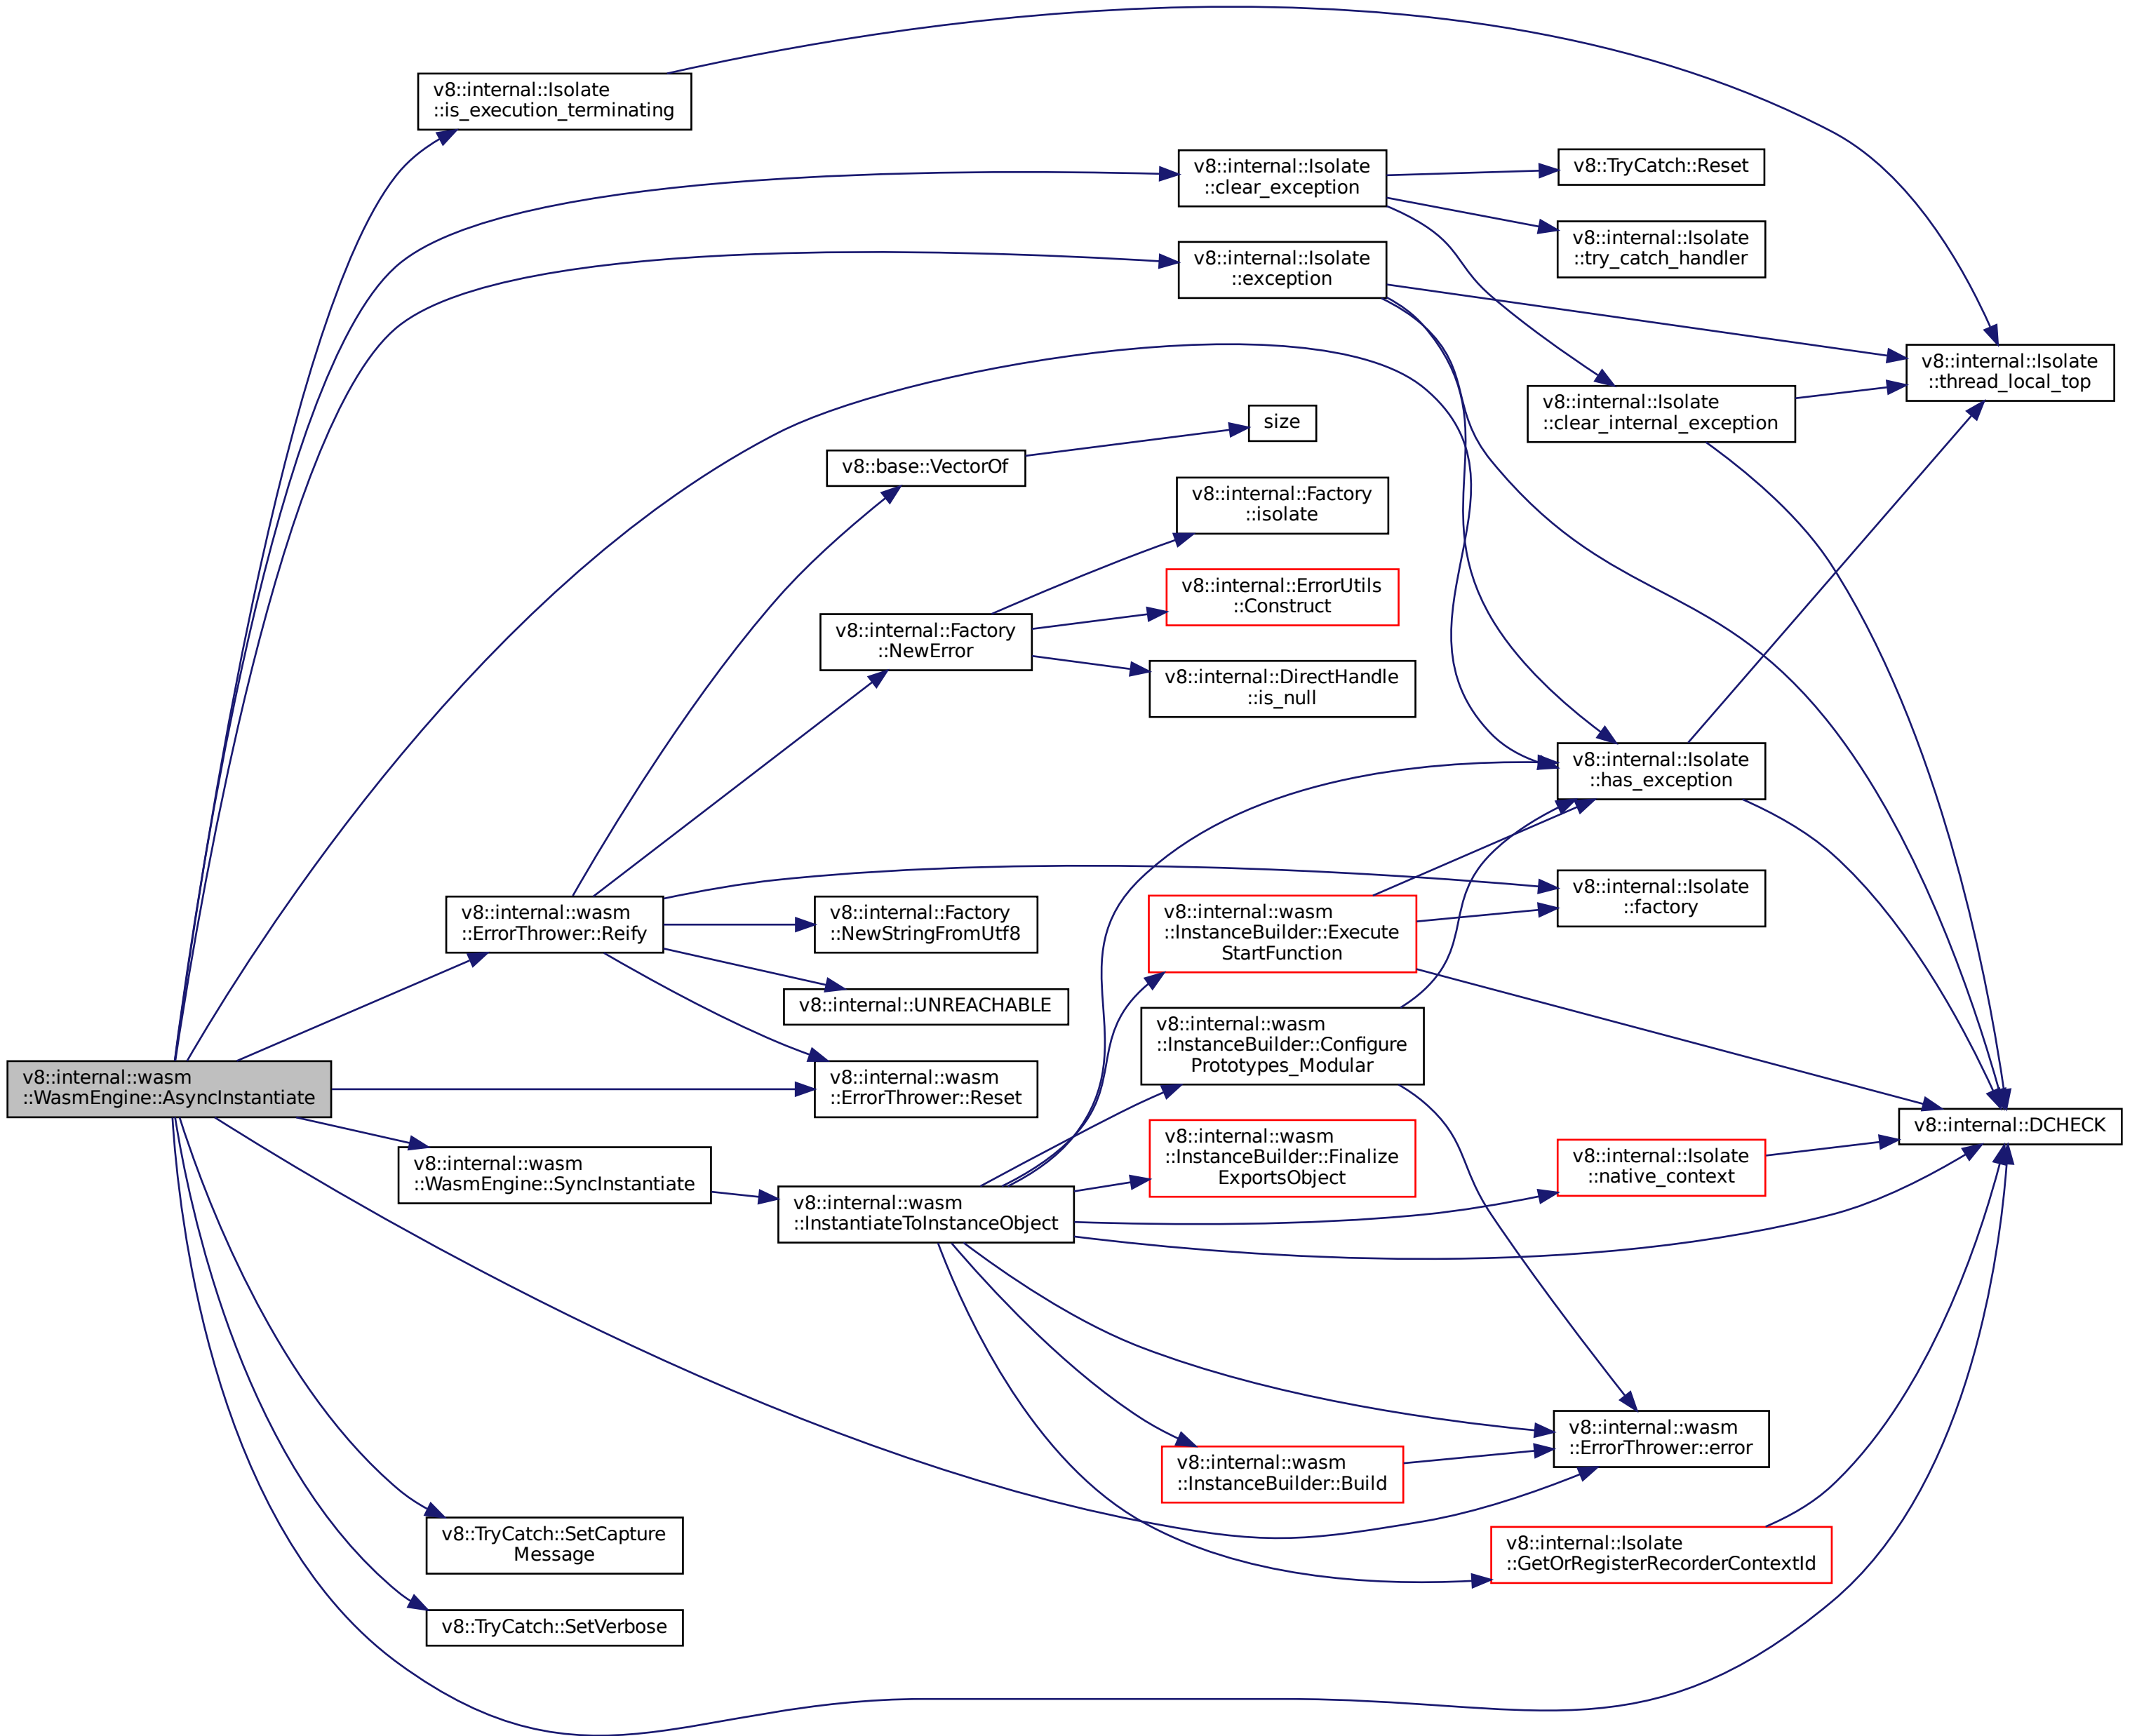 v8::internal::Isolate
::is_execution_terminating
v8::internal::Isolate
::clear_exception
v8::TryCatch::Reset
v8::internal::Isolate
::try_catch_handler
v8::internal::Isolate
::exception
v8::internal::Isolate
::thread_local_top
v8::internal::Isolate
::clear_internal_exception
size
v8::base::VectorOf
v8::internal::Factory
::isolate
v8::internal::ErrorUtils
::Construct
v8::internal::Factory
::NewError
v8::internal::DirectHandle
::is_null
v8::internal::Isolate
::has_exception
v8::internal::wasm
::ErrorThrower::Reify
v8::internal::Factory
::NewStringFromUtf8
v8::internal::wasm
::InstanceBuilder::Execute
StartFunction
v8::internal::Isolate
::factory
v8::internal::UNREACHABLE
v8::internal::wasm
::InstanceBuilder::Configure
Prototypes_Modular
v8::internal::wasm
::WasmEngine::AsyncInstantiate
v8::internal::wasm
::ErrorThrower::Reset
v8::internal::DCHECK
v8::internal::wasm
::WasmEngine::SyncInstantiate
v8::internal::wasm
::InstanceBuilder::Finalize
ExportsObject
v8::internal::Isolate
::native_context
v8::internal::wasm
::InstantiateToInstanceObject
v8::internal::wasm
::ErrorThrower::error
v8::internal::wasm
::InstanceBuilder::Build
v8::TryCatch::SetCapture
Message
v8::internal::Isolate
::GetOrRegisterRecorderContextId
v8::TryCatch::SetVerbose